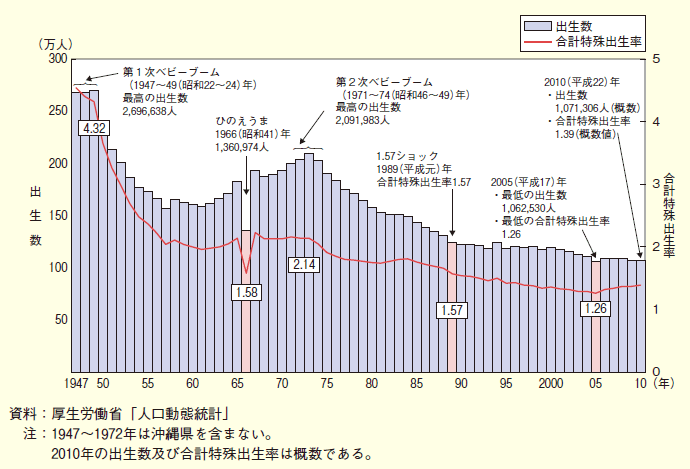 出生数
合計特殊出生率
（万人）
300
250
200
150
100
50
出生数
5
4
3
2
1
0
合計特殊出生率
第１次ベビーブーム
（1947～49（昭和22～24）年）
最高の出生数
2,696,638人
4.32
ひのえうま
1966（昭和41）年
1,360,974人
1.58
第２次ベビーブーム
（1971～74（昭和46～49）年）
最高の出生数
2,091,983人
2.14
1.57ショック
1989（平成元）年
合計特殊出生率1.57
1.57
2005（平成17）年
・最低の出生数
1,062,530人
・最低の合計特殊出生率
1.26
1.26
2010（平成22）年
・出生数
1,071,306人（概数）
・合計特殊出生率
1.39（概数値）
1947 50 55 60 65 70 75 80 85 90 95 2000 05 10（年）
資料：厚生労働省「人口動態統計」
注：1947～1972年は沖縄県を含まない。
2010年の出生数及び合計特殊出生率は概数である。